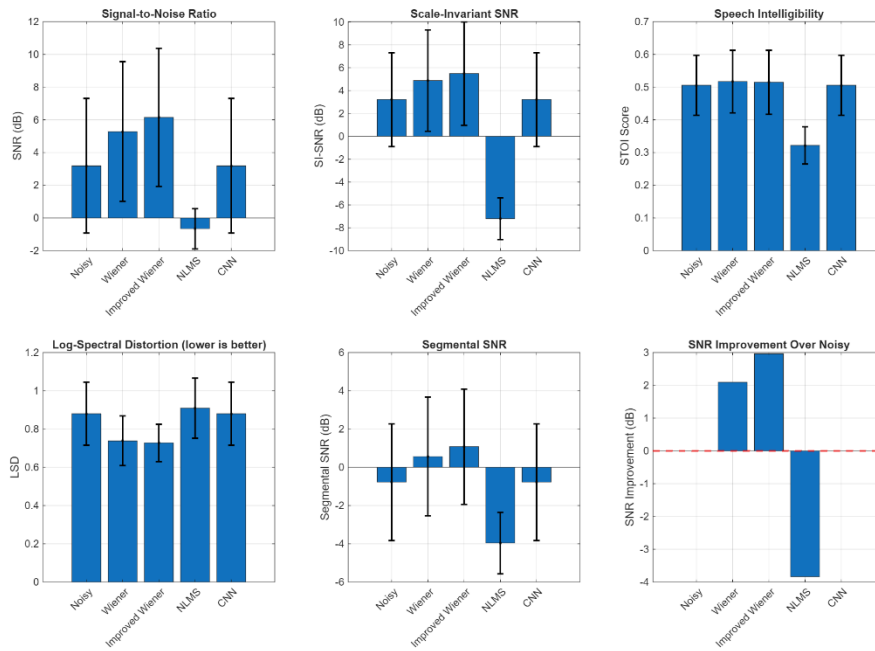 Signal-to-Noise Ratio
SNR (dB)
12
10
8
6
4
2
0
-2
Noisy
Wiener
Improved Wiener
NLMS
CNN
Scale-Invariant SNR
SI-SNR (dB)
10
8
6
4
2
0
-2
-4
-6
-8
-10
Noisy
Wiener
Improved Wiener
NLMS
CNN
Speech Intelligibility
STOI Score
0.7
0.6
0.5
0.4
0.3
0.2
0.1
0
Noisy
Wiener
Improved Wiener
NLMS
CNN
Log-Spectral Distortion (lower is better)
LSD
1.2
1
0.8
0.6
0.4
0.2
0
Noisy
Wiener
Improved Wiener
NLMS
CNN
Segmental SNR
Segmental SNR (dB)
6
4
2
0
-2
-4
-6
Noisy
Wiener
Improved Wiener
NLMS
CNN
SNR Improvement Over Noisy
SNR Improvement (dB)
3
2
1
0
-1
-2
-3
-4
Noisy
Wiener
Improved Wiener
NLMS
CNN